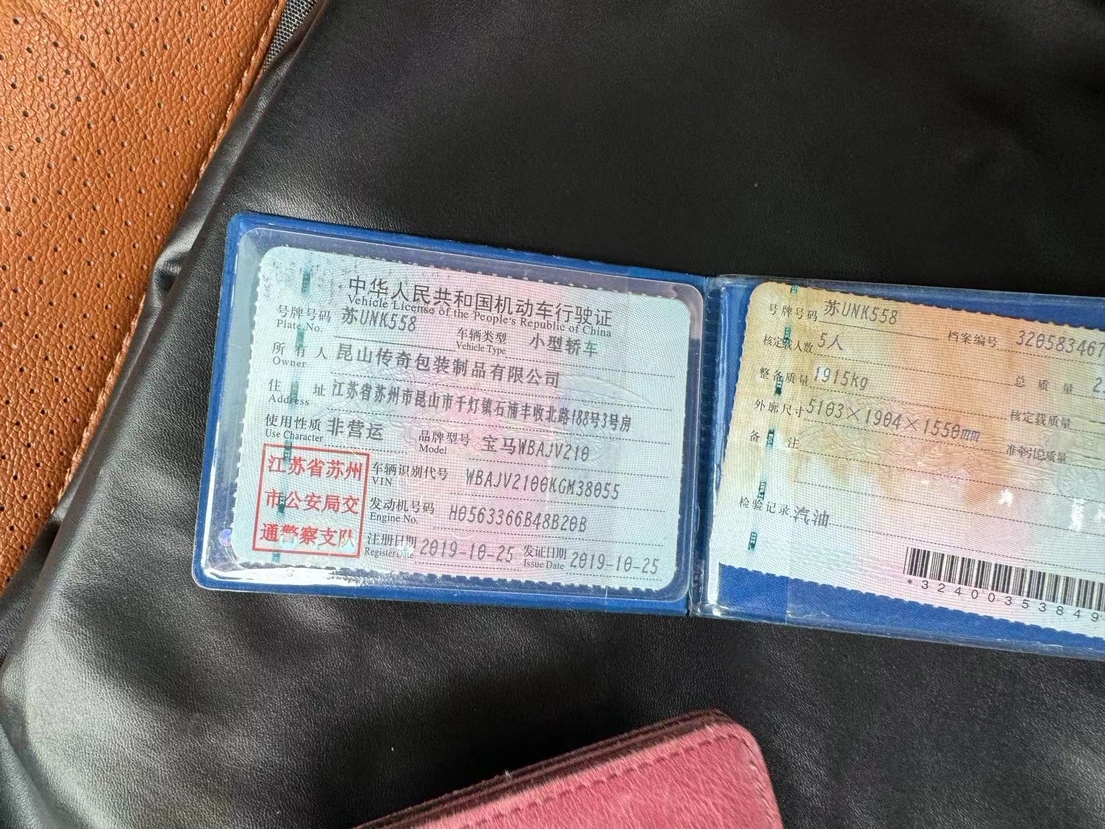 中华人民共和国机动车行驶证
Vehicle License of the People's Republic of China
号牌号码 苏UNK558 车辆类型 小型轿车
Plate No. Vehicle Type
所有人 昆山传奇包装制品有限公司
Owner
住址 江苏省苏州市昆山市千灯镇石浦丰收北路188号3号房
Address
使用性质 非营运 品牌型号 宝马WBAJV210
Use Character Model
江苏省苏州
市公安局交
通警察支队
车辆识别代号 WBAJV2100KGM38055
VIN
发动机号码 H0563366B48B20B
Engine No.
注册日期 2019-10-25 发证日期 2019-10-25
Register Date Issue Date
号牌号码 苏UNK558 档案编号 320583467
核定载人数 5人 总质量
整备质量 1915kg 核定载质量
外廓尺寸 5103×1904×1550mm 准牵引总质量
备注
检验记录 汽油
*32400353849